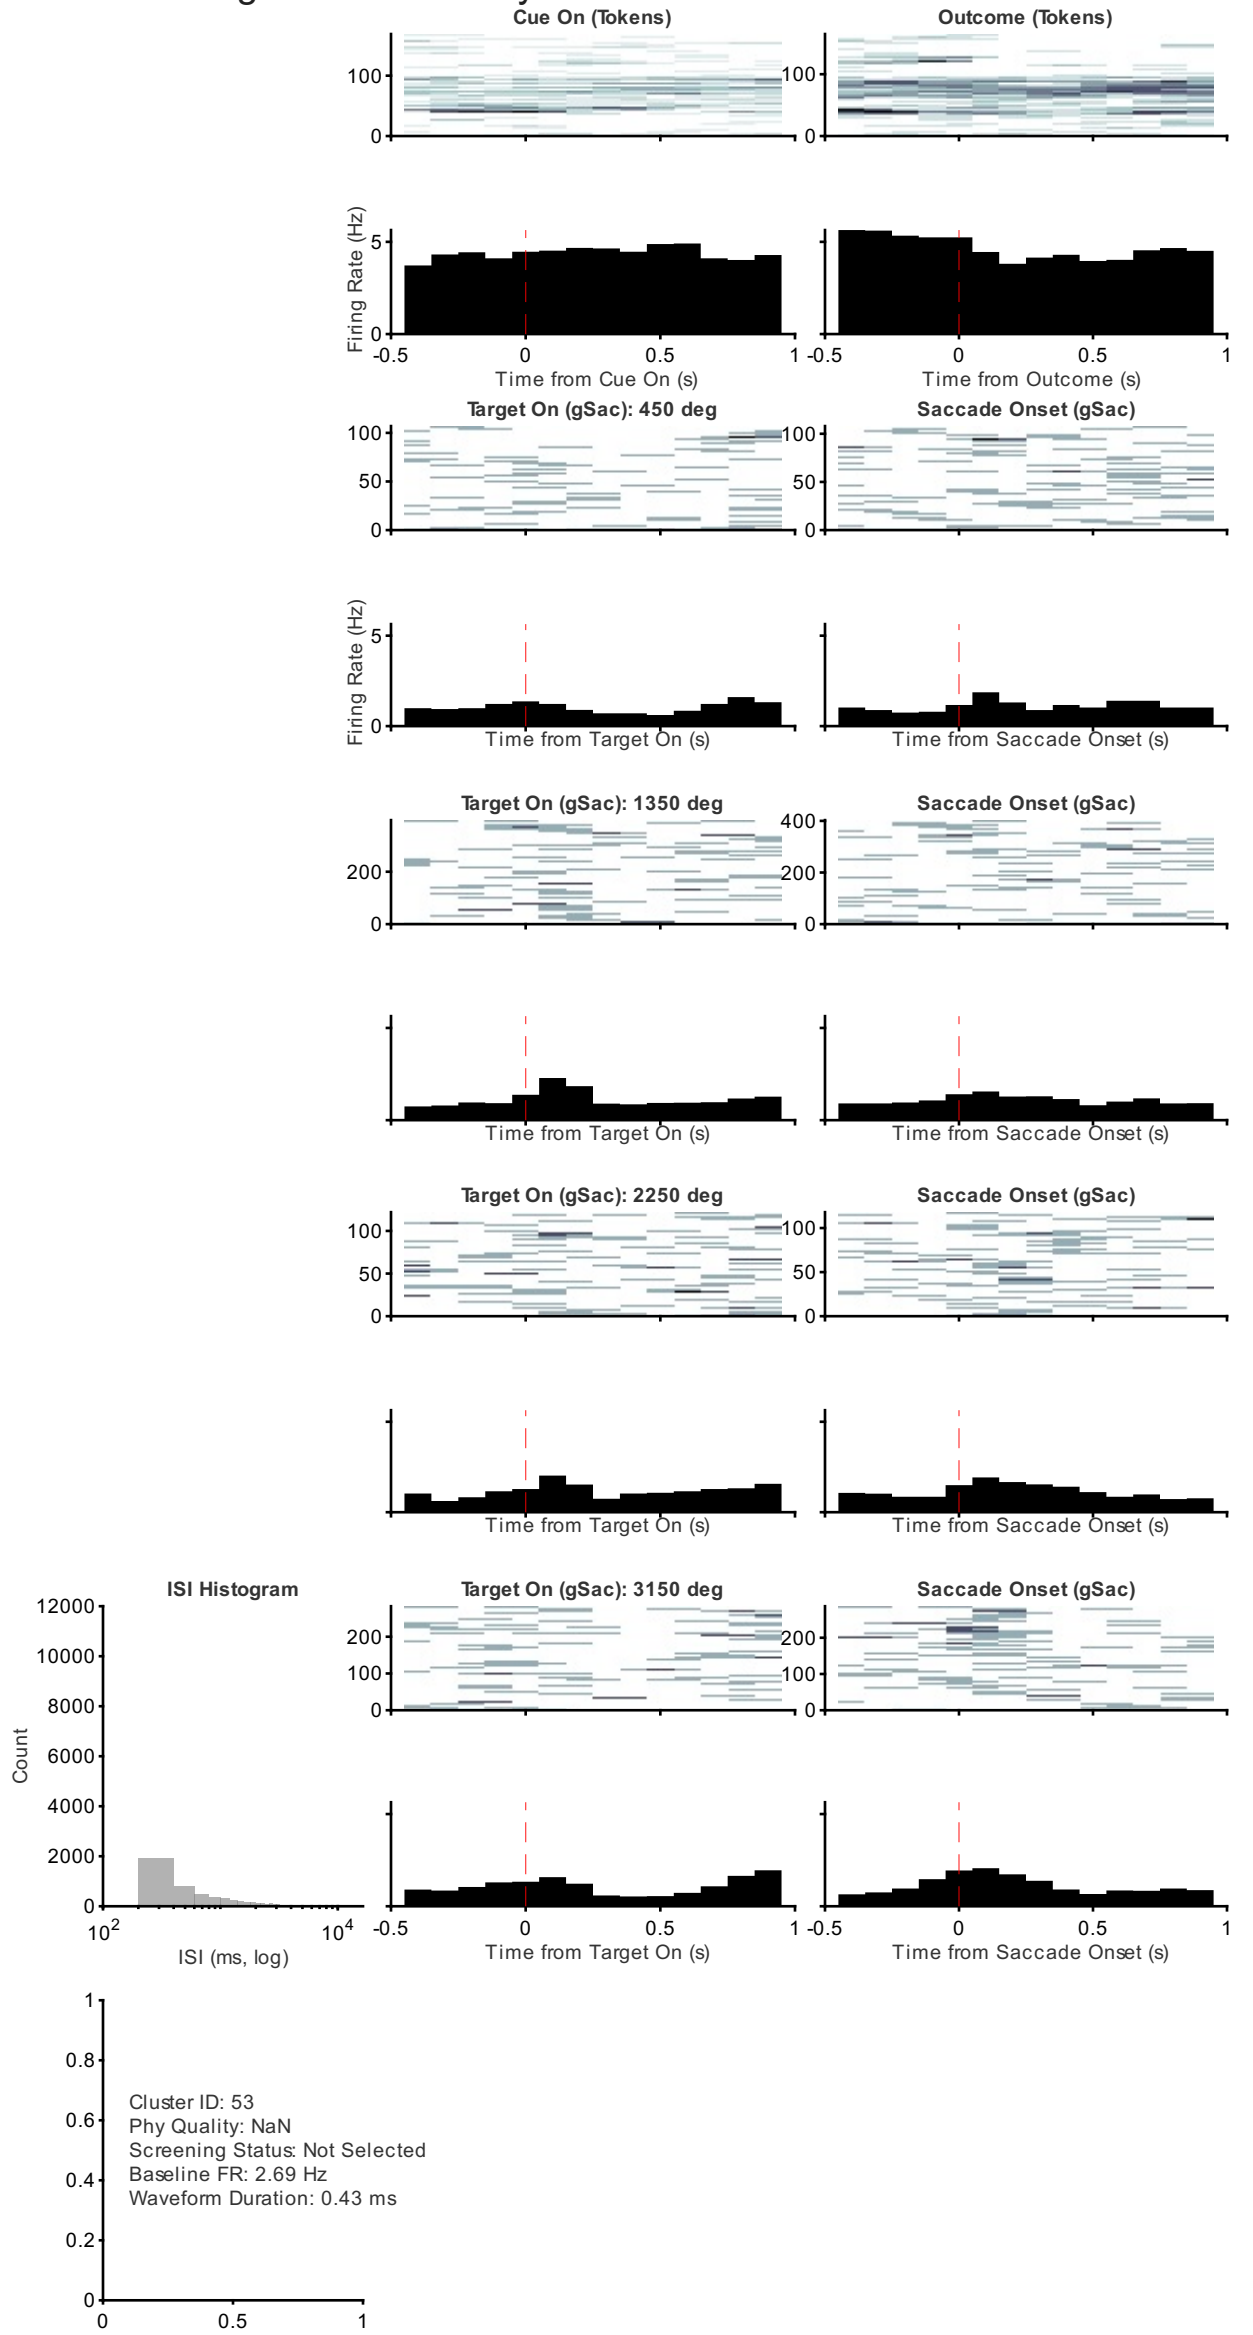 Cue On (Tokens)
Outcome (Tokens)
100
0
100
0
Firing Rate (Hz)
5
0
5
-0.5 0 0.5 1
-0.5 0 0.5 1
Time from Cue On (s)
Time from Outcome (s)
Target On (gSac): 450 deg
Saccade Onset (gSac)
100
50
0
100
50
0
Firing Rate (Hz)
5
0
Time from Target On (s)
Time from Saccade Onset (s)
Target On (gSac): 1350 deg
Saccade Onset (gSac)
200
0
400
200
0
Time from Target On (s)
Time from Saccade Onset (s)
Target On (gSac): 2250 deg
Saccade Onset (gSac)
100
50
0
100
50
0
Time from Target On (s)
Time from Saccade Onset (s)
ISI Histogram
Target On (gSac): 3150 deg
Saccade Onset (gSac)
12000
10000
8000
6000
4000
2000
0
Count
10²
10⁴
ISI (ms, log)
200
100
0
200
100
0
-0.5 0 0.5 1
-0.5 0 0.5 1
Time from Target On (s)
Time from Saccade Onset (s)
1
0.8
0.6
0.4
0.2
0
Cluster ID: 53
Phy Quality: NaN
Screening Status: Not Selected
Baseline FR: 2.69 Hz
Waveform Duration: 0.43 ms
0 0.5 1